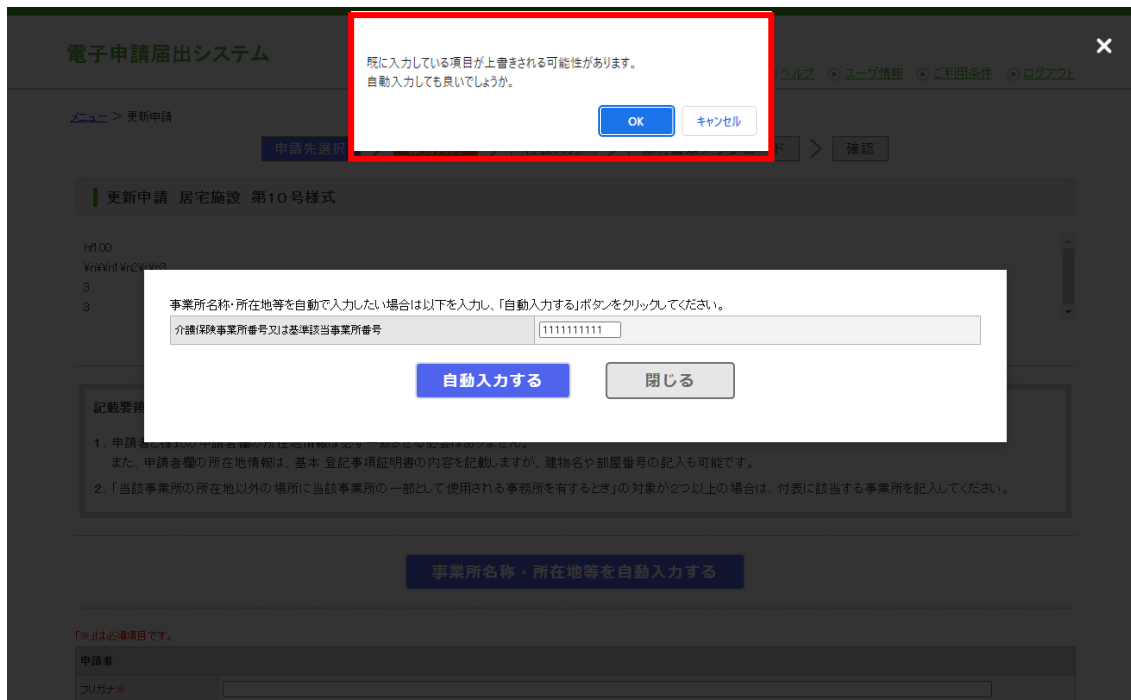 既に入力している項目が上書きされる可能性があります。
自動入力しても良いでしょうか。
OK
キャンセル
×
電子申請届出システム
ヘルプ
ユーザ情報
ご利用条件
ログアウト
メニュー > 更新申請
申請先選択
確認
更新申請 居宅施設 第10号様式
3
3
事業所名称・所在地等を自動で入力したい場合は以下を入力し、「自動入力する」ボタンをクリックしてください。
介護保険事業所番号又は基準該当事業所番号
1111111111
自動入力する
閉じる
記載要領
また、申請者欄の所在地情報は、基本 登記事項証明書の内容を記載しますが、建物名や部屋番号の記入も可能です。
2.「当該事業所の所在地以外の場所に当該事業所の一部として使用される事務所を有するとき」の対象が2つ以上の場合は、付表に該当する事業所を記入してください。
事業所名称・所在地等を自動入力する
「※」は必須項目です。
申請者
フリガナ※